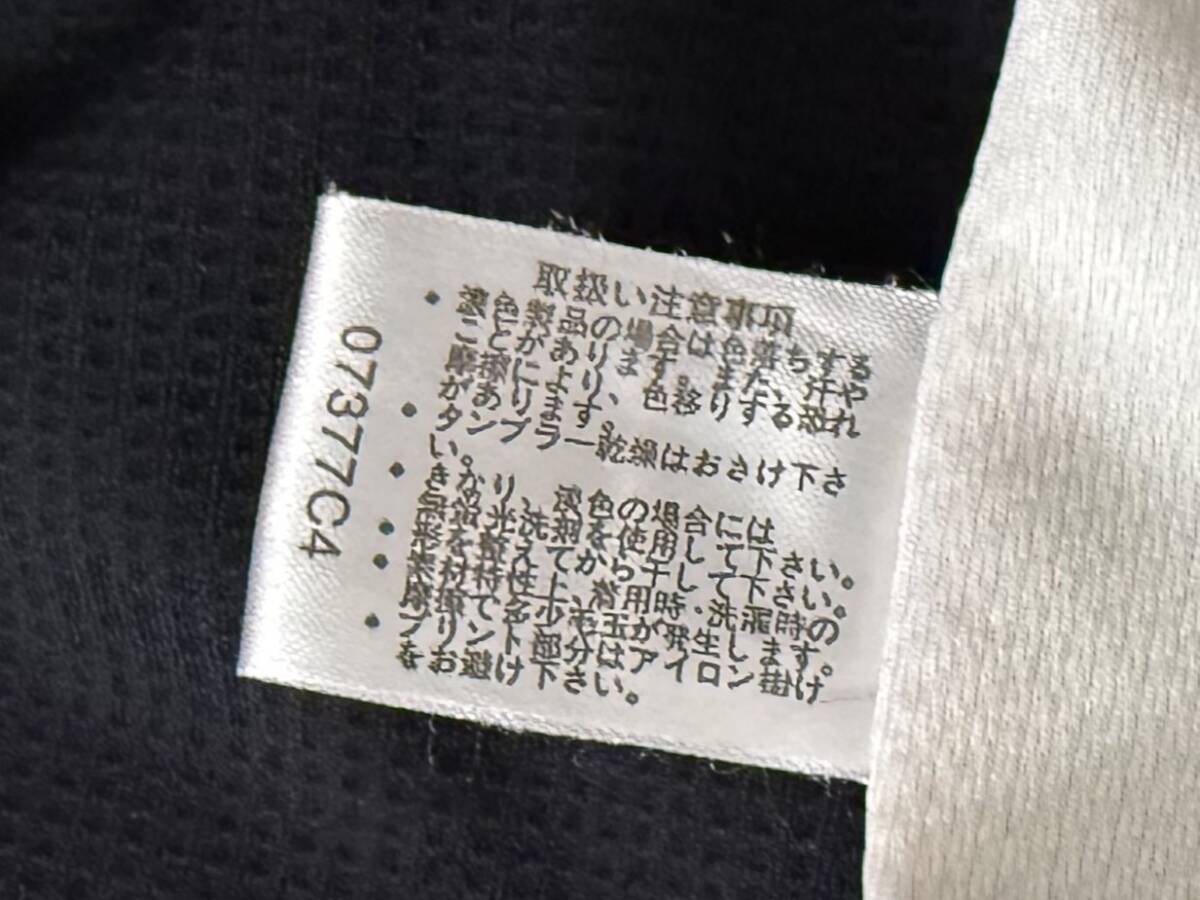 取扱い注意事項
・濃色製品の場合は色落ちする
ことがあります。また、汗や
摩擦により、色移りする恐れ
があります。
・タンブラー乾燥はおさけ下さ
い。
・きなり、淡色の場合には
無蛍光洗剤を使用して下さい。
・形を整えてから干して下さい。
・素材特性上、着用時・洗濯時の
摩擦で多少毛玉が発生します。
・プリント部分はアイロン掛け
をお避け下さい。
07377C4